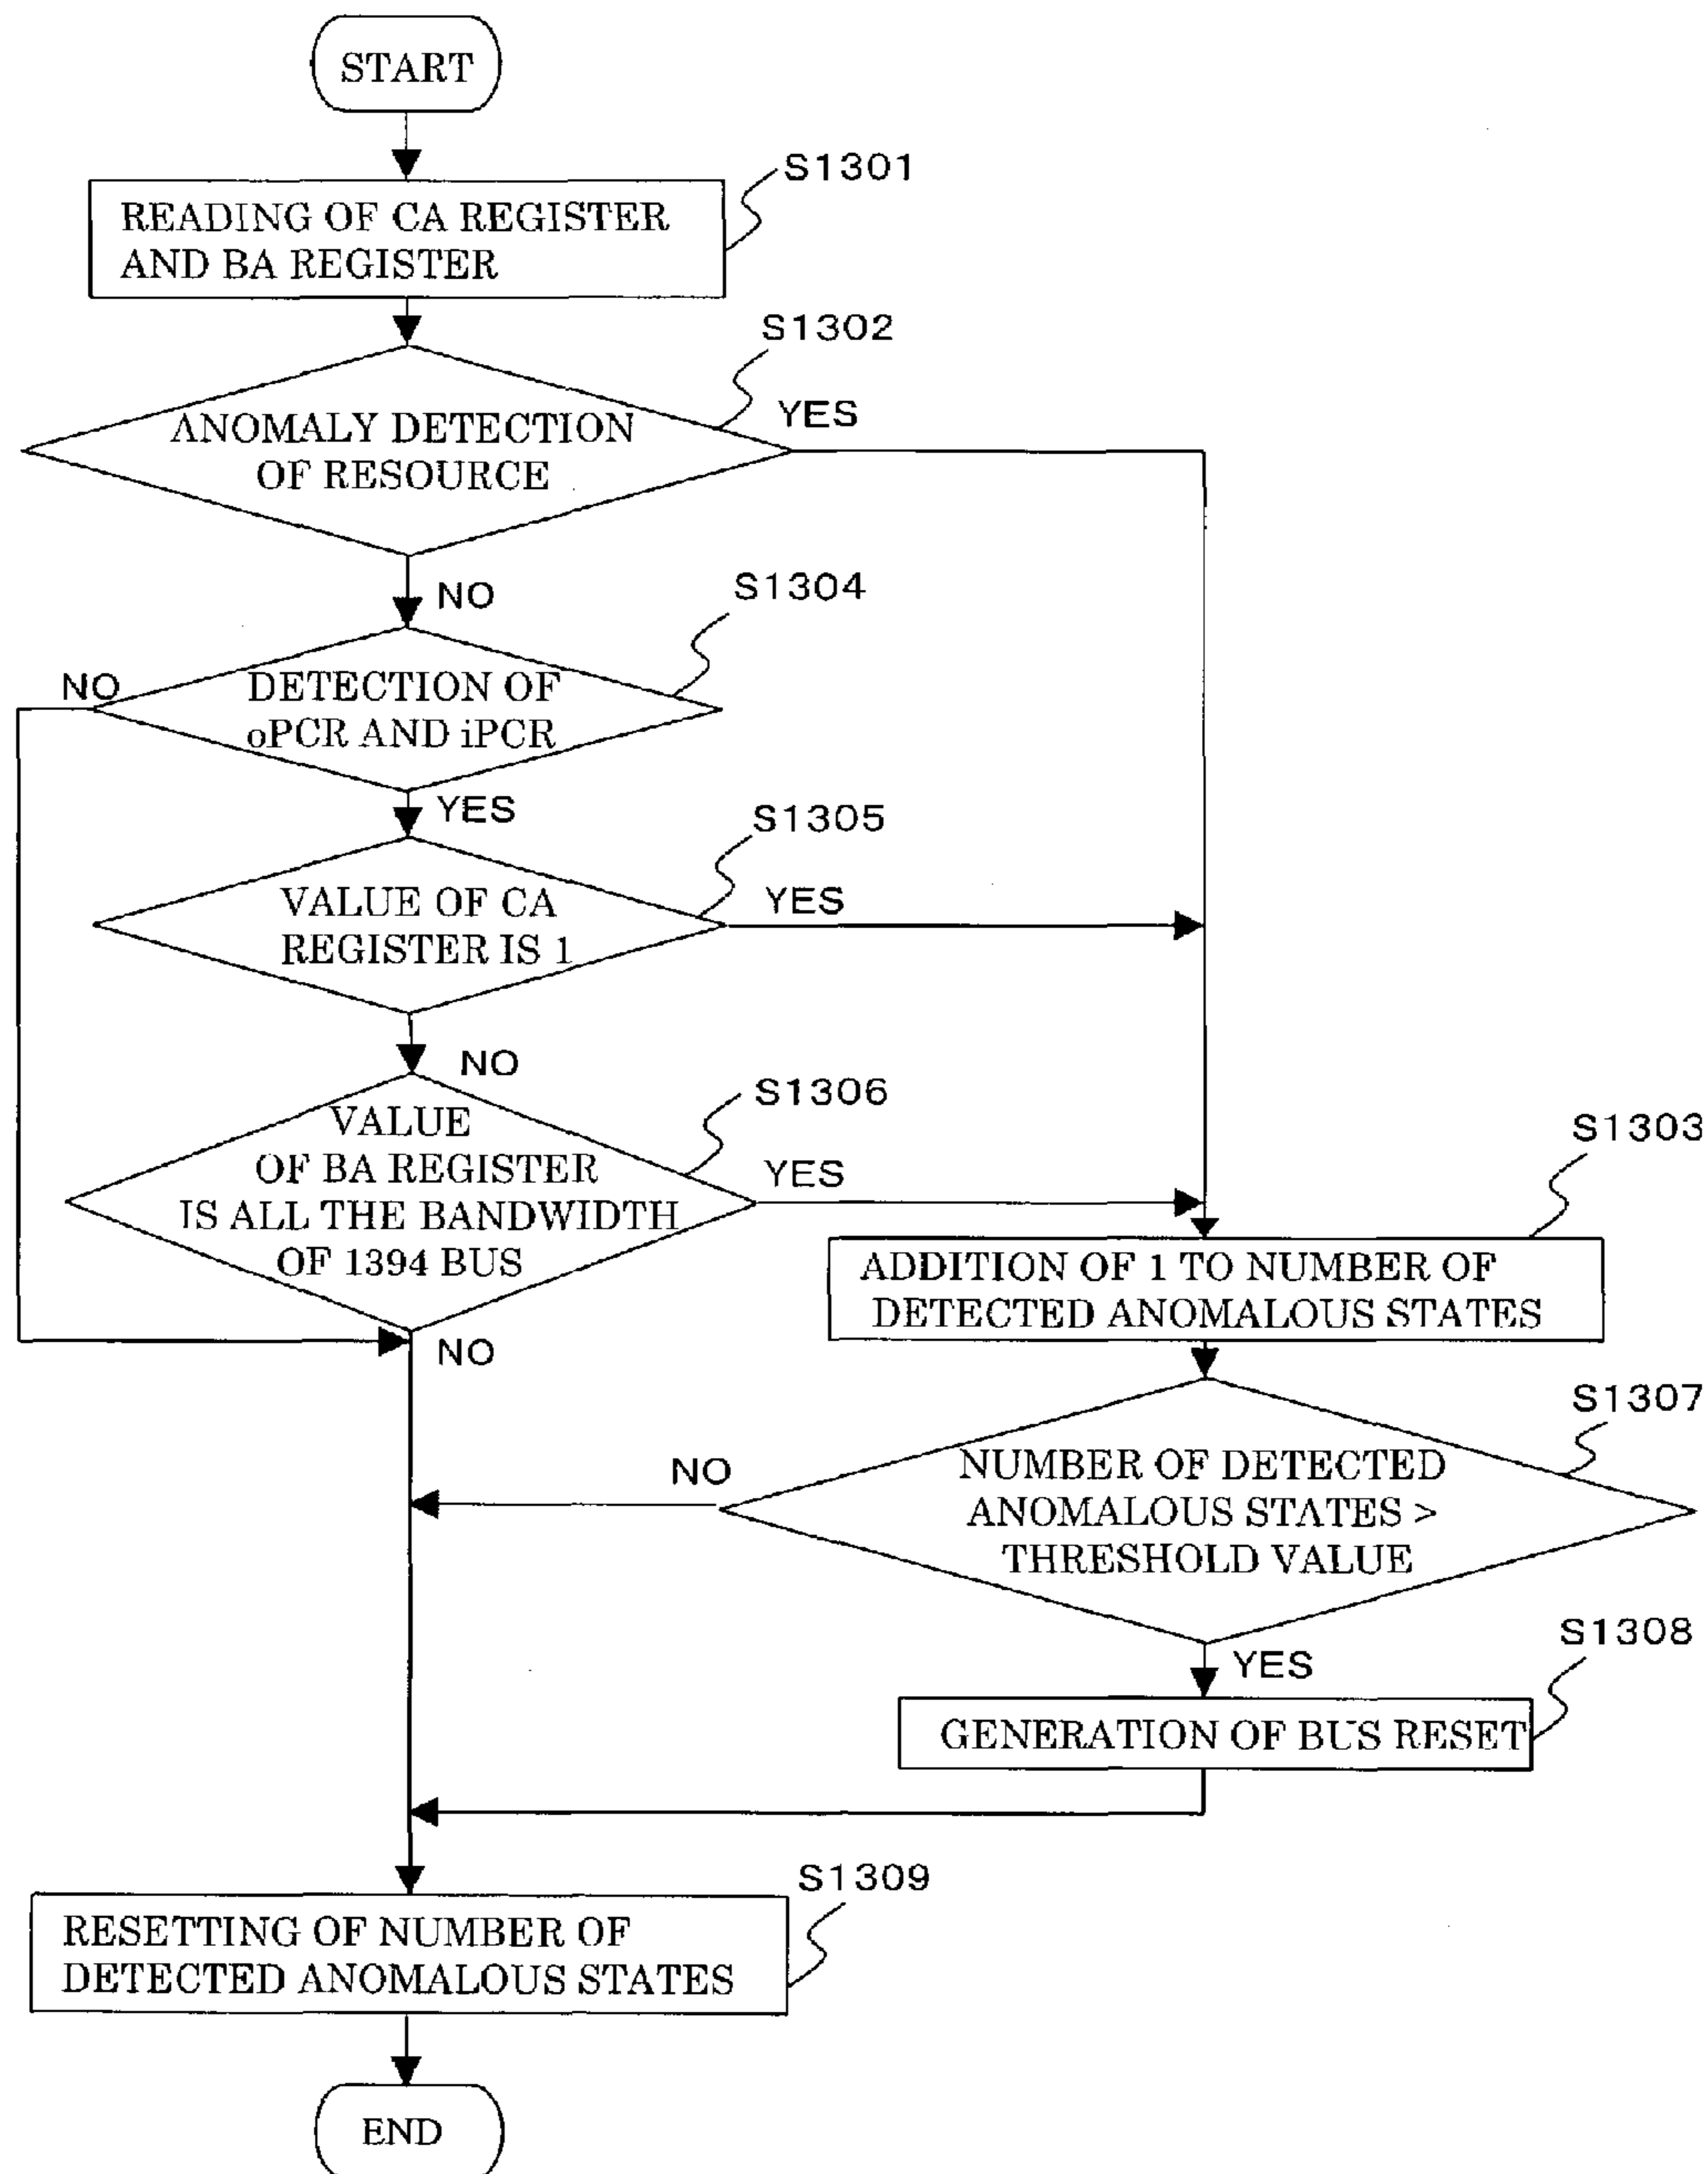 START
S1301
READING OF CA REGISTER
AND BA REGISTER
S1302
ANOMALY DETECTION
OF RESOURCE
YES
NO
S1304
NO
DETECTION OF
oPCR AND iPCR
YES
S1305
VALUE OF CA
REGISTER IS 1
YES
NO
S1306
VALUE
OF BA REGISTER
IS ALL THE BANDWIDTH
OF 1394 BUS
YES
NO
S1303
ADDITION OF 1 TO NUMBER OF
DETECTED ANOMALOUS STATES
S1307
NO
NUMBER OF DETECTED
ANOMALOUS STATES >
THRESHOLD VALUE
YES
S1308
GENERATION OF BUS RESET
S1309
RESETTING OF NUMBER OF
DETECTED ANOMALOUS STATES
END